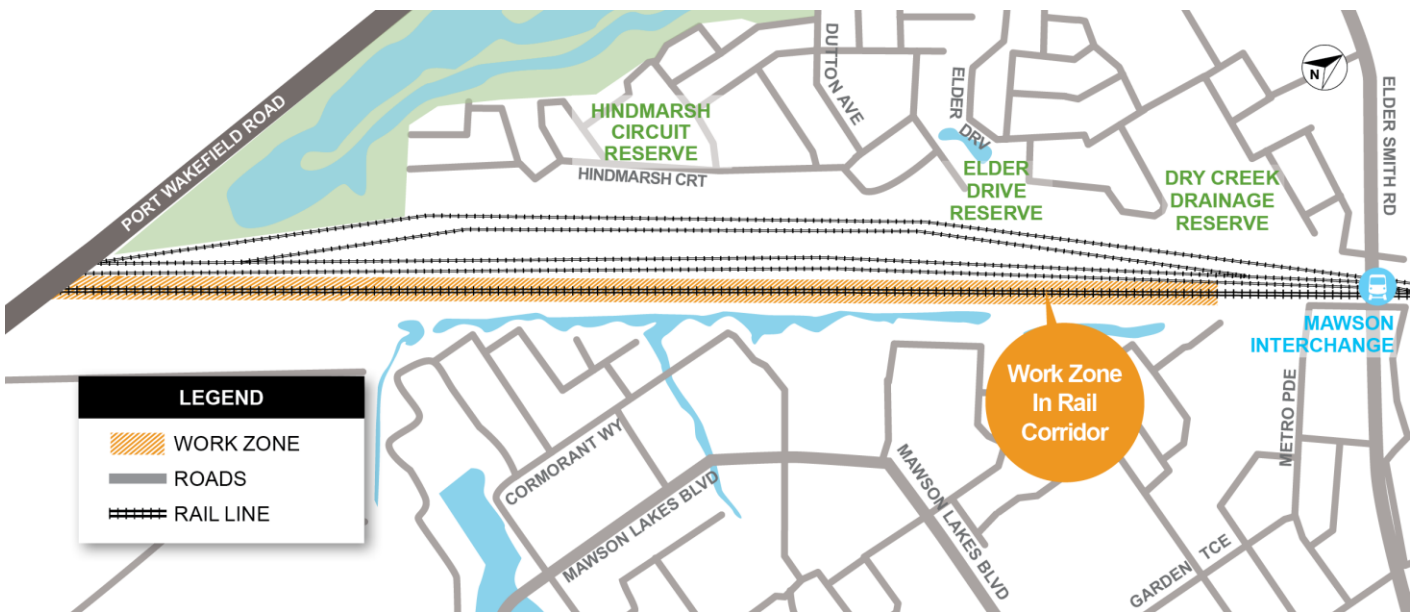 PORT WAKEFIELD ROAD
HINDMARSH
CIRCUIT
RESERVE
HINDMARSH CRT
DUTTON AVE
ELDER DRV
ELDER
DRIVE
RESERVE
DRY CREEK
DRAINAGE
RESERVE
N
ELDER SMITH RD
MAWSON
INTERCHANGE
Work Zone
In Rail
Corridor
METRO PDE
LEGEND
WORK ZONE
ROADS
RAIL LINE
CORMORANT WY
MAWSON LAKES BLVD
MAWSON LAKES BLVD
GARDEN TCE